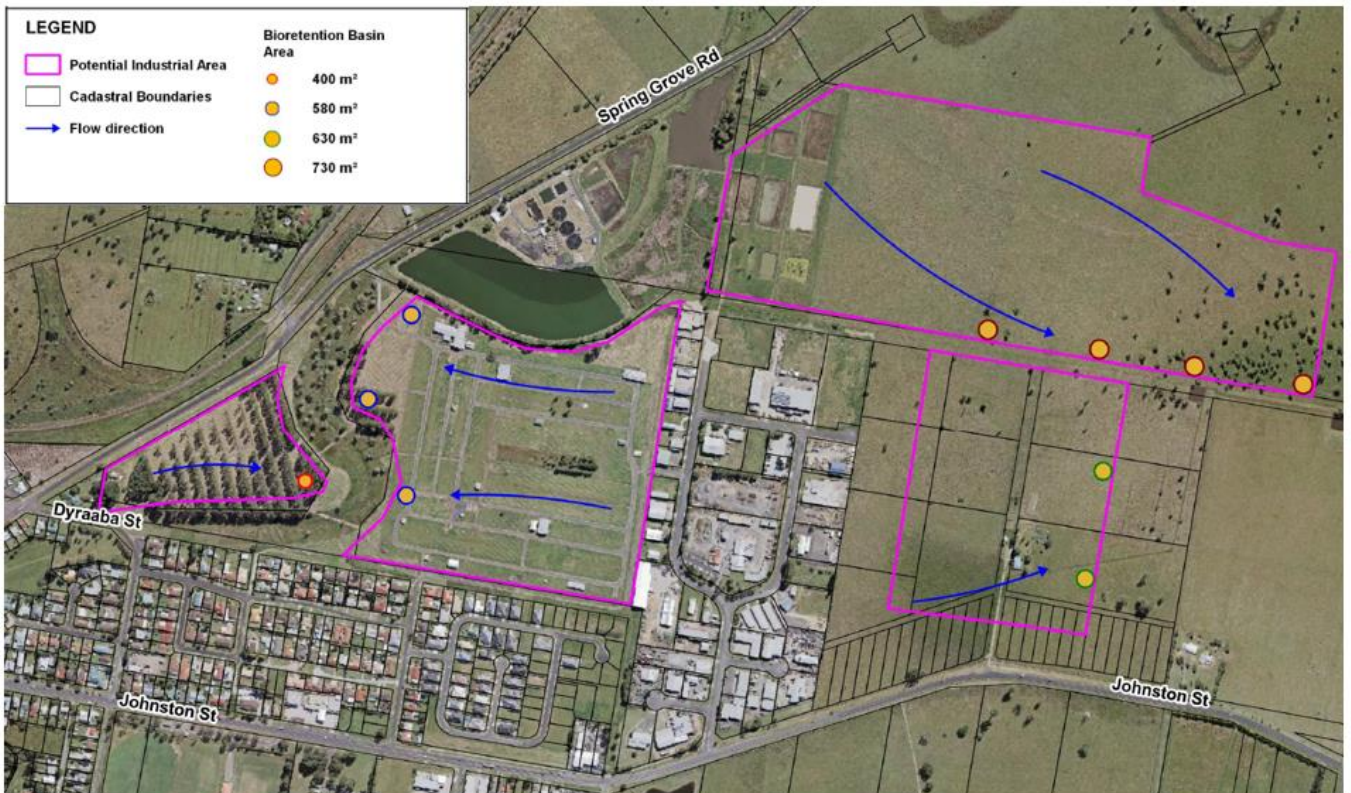 LEGEND
Potential Industrial Area
Cadastral Boundaries
Flow direction
Bioretention Basin
Area
400 m²
580 m²
630 m²
730 m²
Spring Grove Rd
Dyraaba St
Johnston St
Johnston St